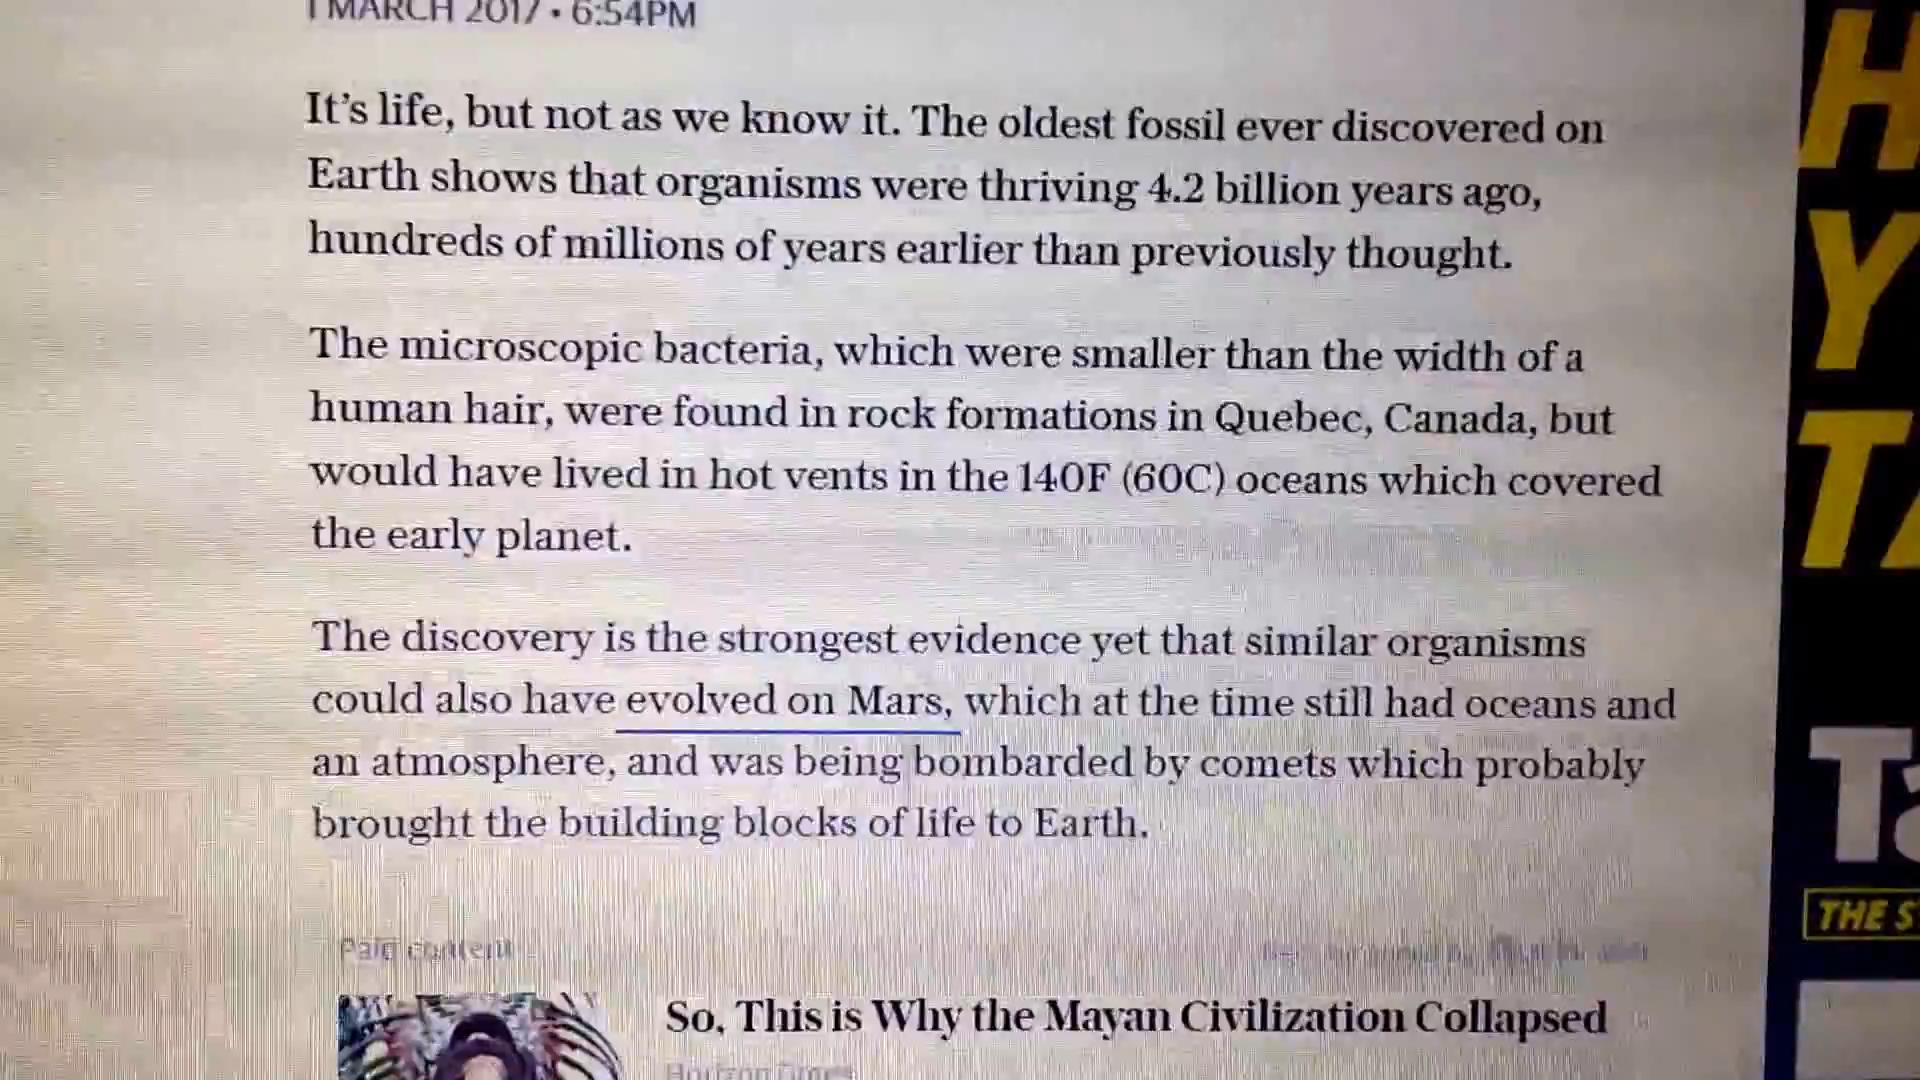 1 MARCH 2017 • 6:54PM
It's life, but not as we know it. The oldest fossil ever discovered on
Earth shows that organisms were thriving 4.2 billion years ago,
hundreds of millions of years earlier than previously thought.
The microscopic bacteria, which were smaller than the width of a
human hair, were found in rock formations in Quebec, Canada, but
would have lived in hot vents in the 140F (60C) oceans which covered
the early planet.
The discovery is the strongest evidence yet that similar organisms
could also have evolved on Mars, which at the time still had oceans and
an atmosphere, and was being bombarded by comets which probably
brought the building blocks of life to Earth.
Paid content
So, This is Why the Mayan Civilization Collapsed
Horizon Times
H
Y
TA
Ta
THE S